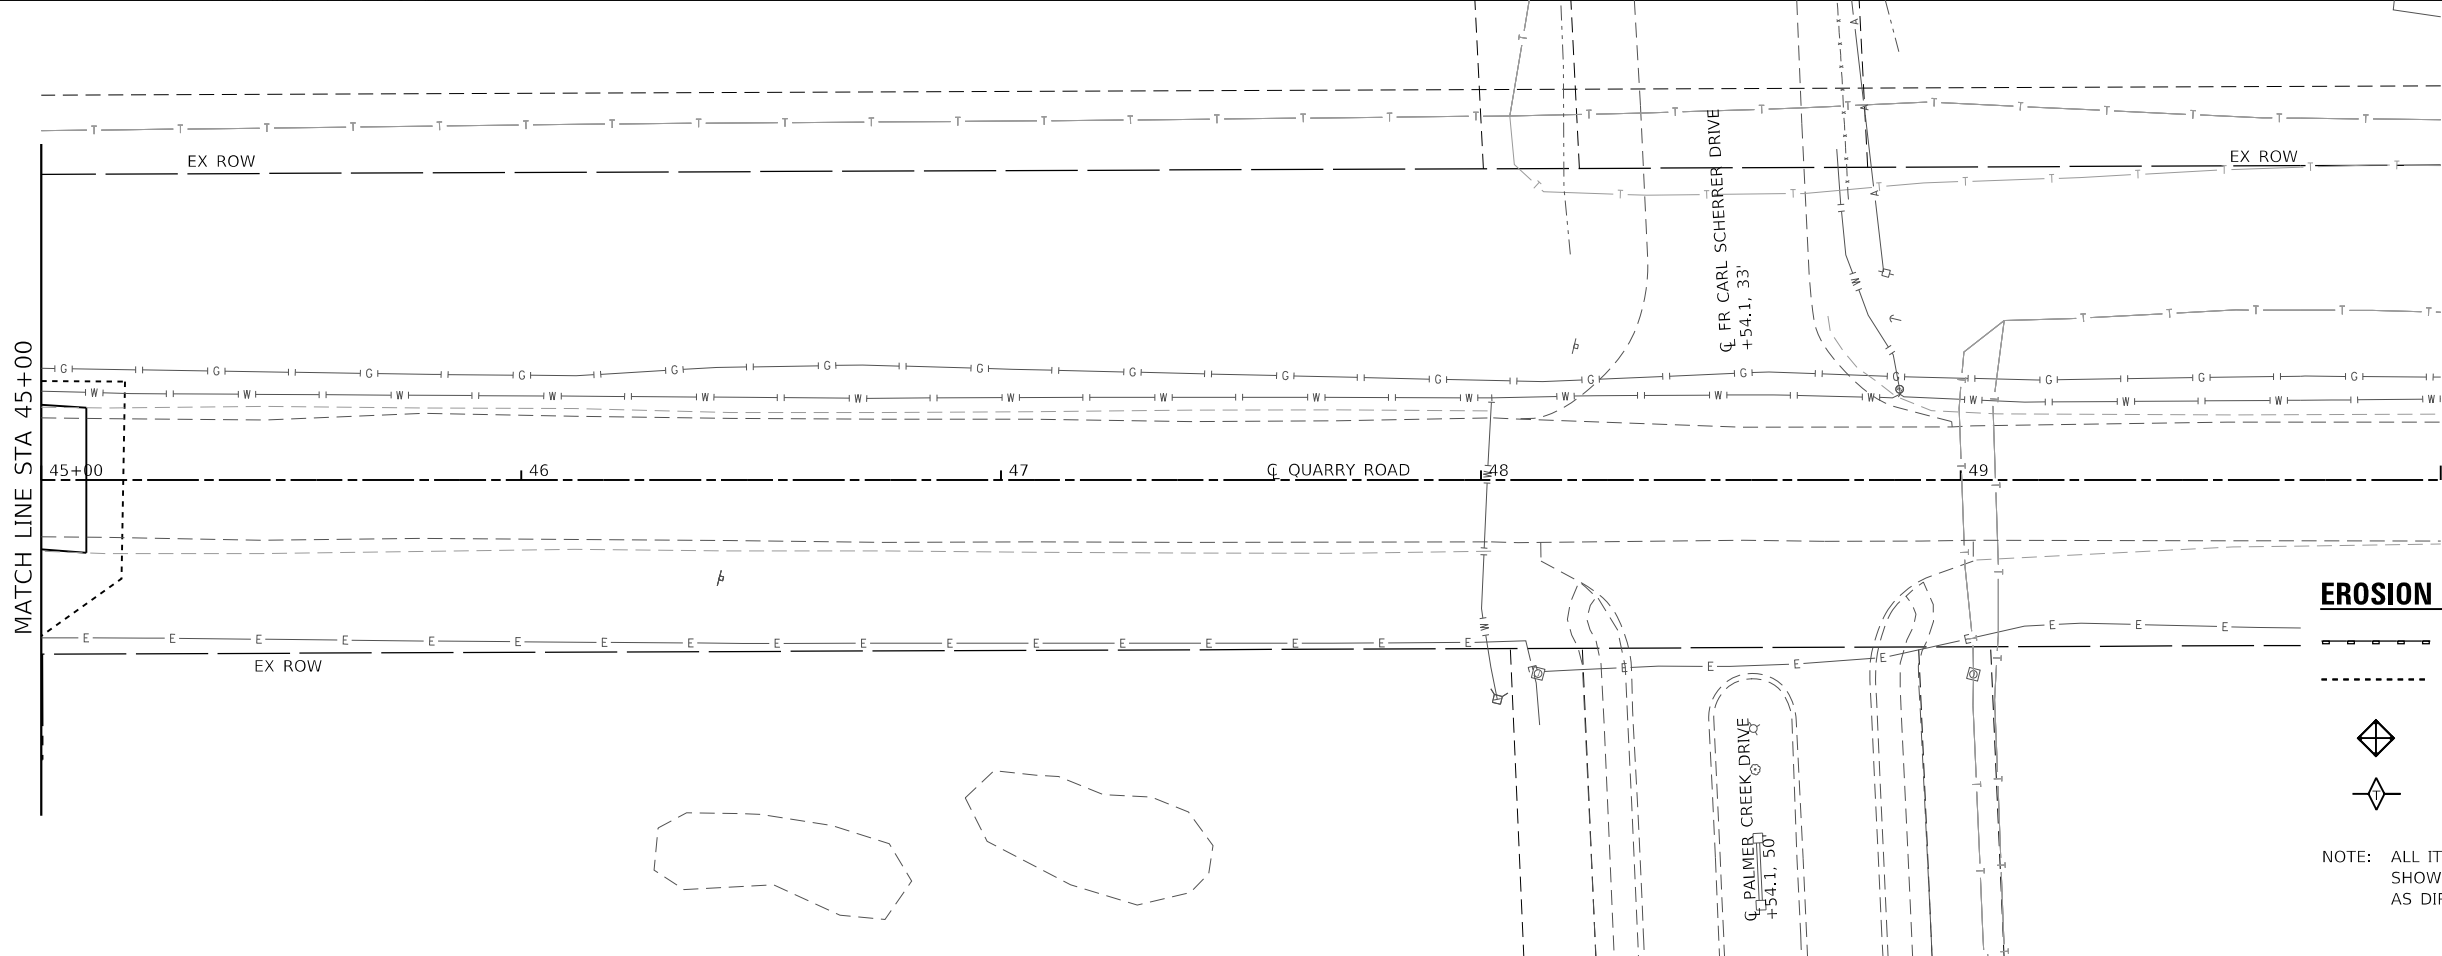 EX ROW
EX ROW
MATCH LINE STA 45+00
℄ FR CARL SCHERRER DRIVE
+54.1, 33'
45+00
46
47
℄ QUARRY ROAD
48
49
EX ROW
EROSION
℄ PALMER CREEK DRIVE
+54.1, 50'
T
NOTE: ALL IT
SHOW
AS DIR